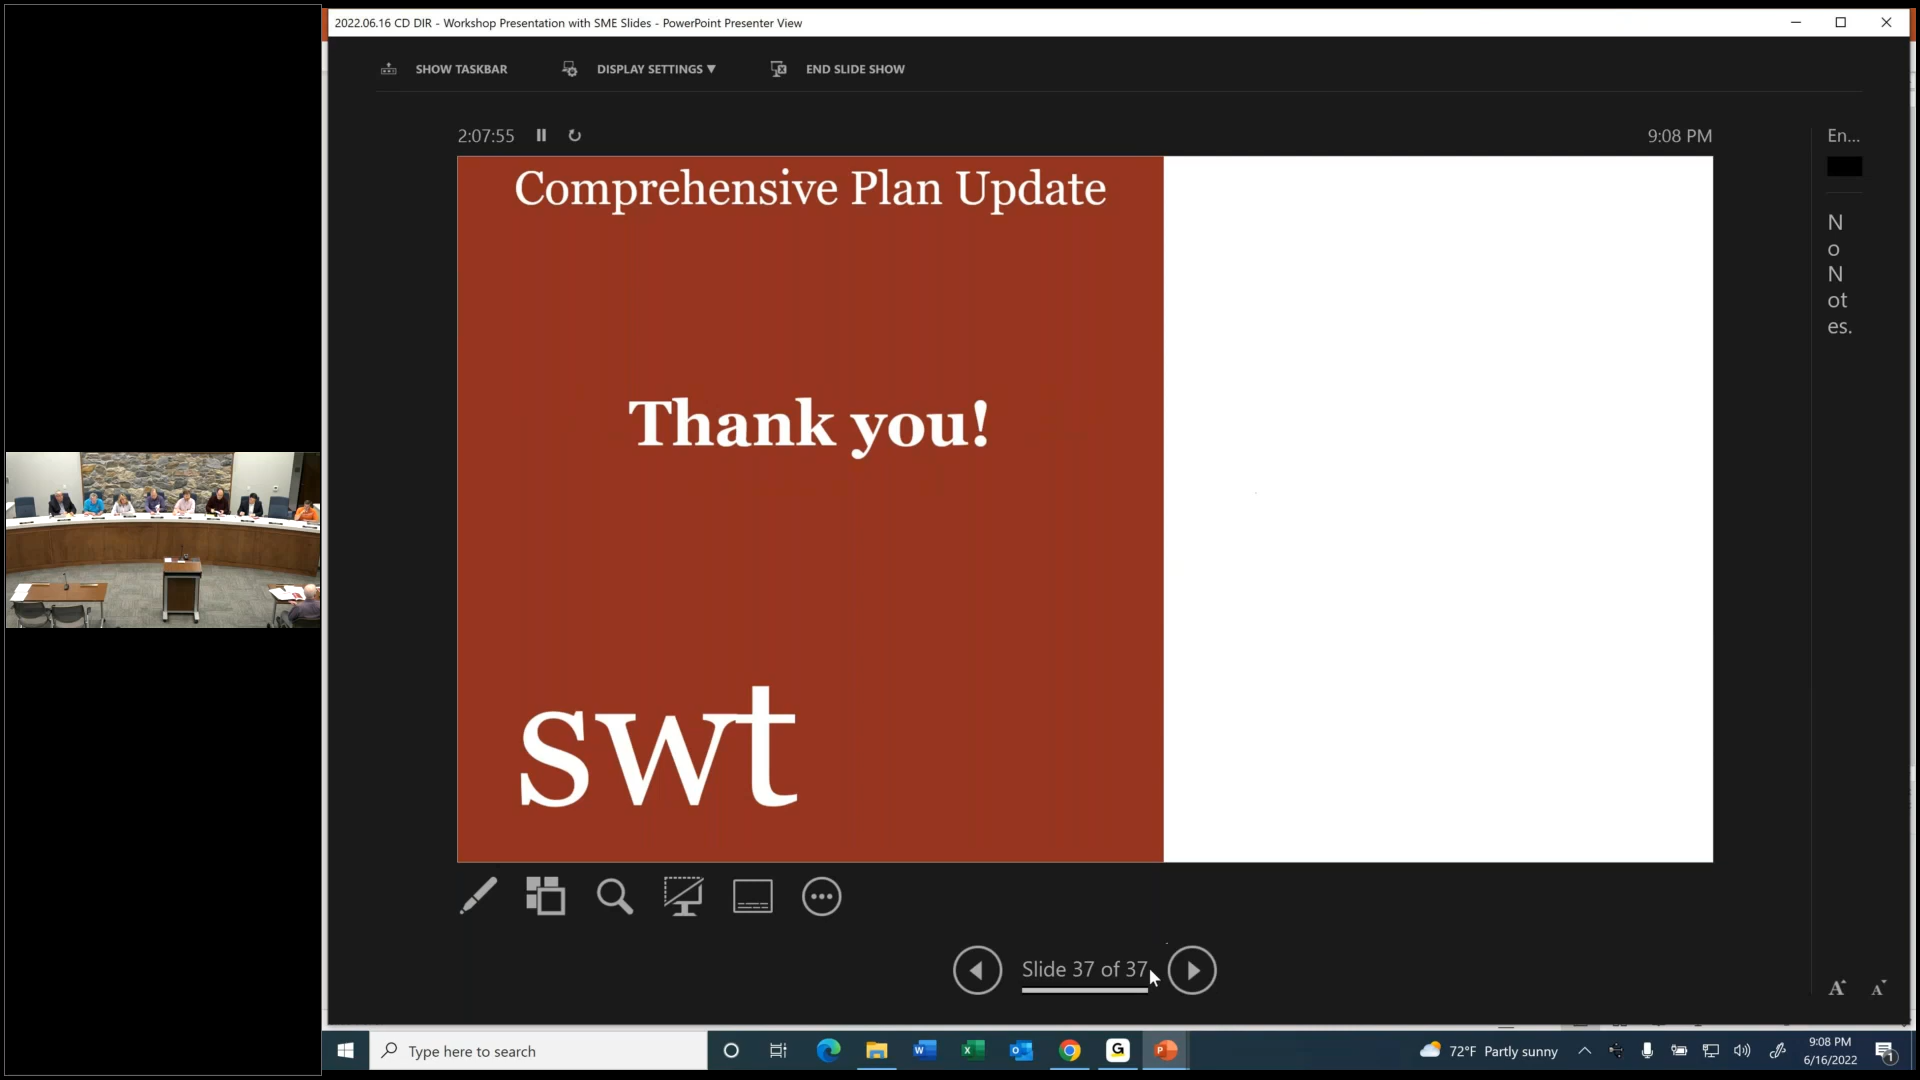 2022.06.16 CD DIR - Workshop Presentation with SME Slides - PowerPoint Presenter View
SHOW TASKBAR
DISPLAY SETTINGS ▼
END SLIDE SHOW
2:07:55
9:08 PM
Comprehensive Plan Update
Thank you!
swt
En...
N
o
N
ot
es.
Slide 37 of 37
A
A
Type here to search
72°F Partly sunny
9:08 PM
6/16/2022
1